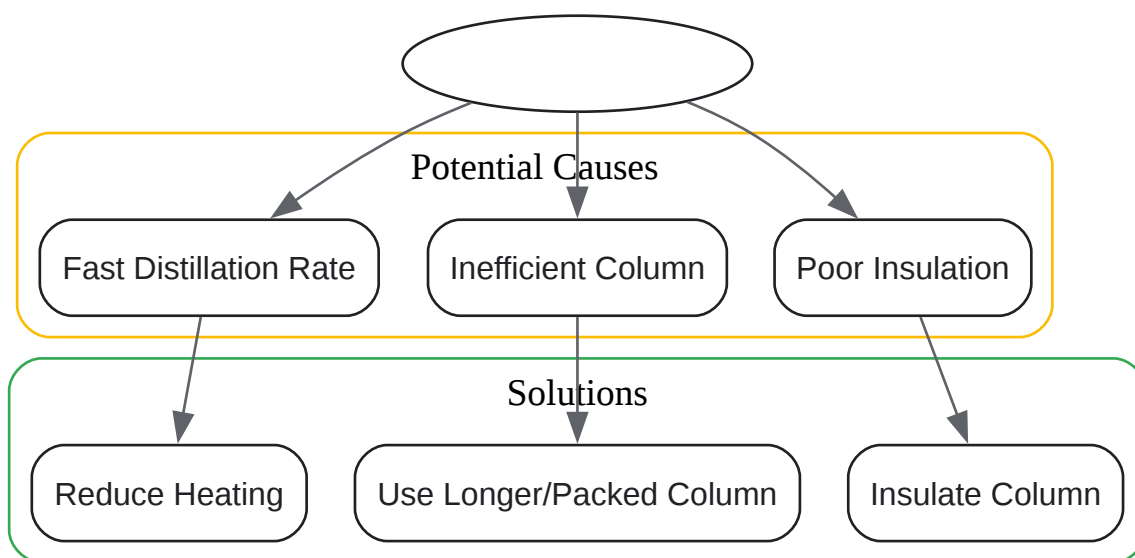 Potential Causes
Fast Distillation Rate
Inefficient Column
Poor Insulation
Solutions
Reduce Heating
Use Longer/Packed Column
Insulate Column